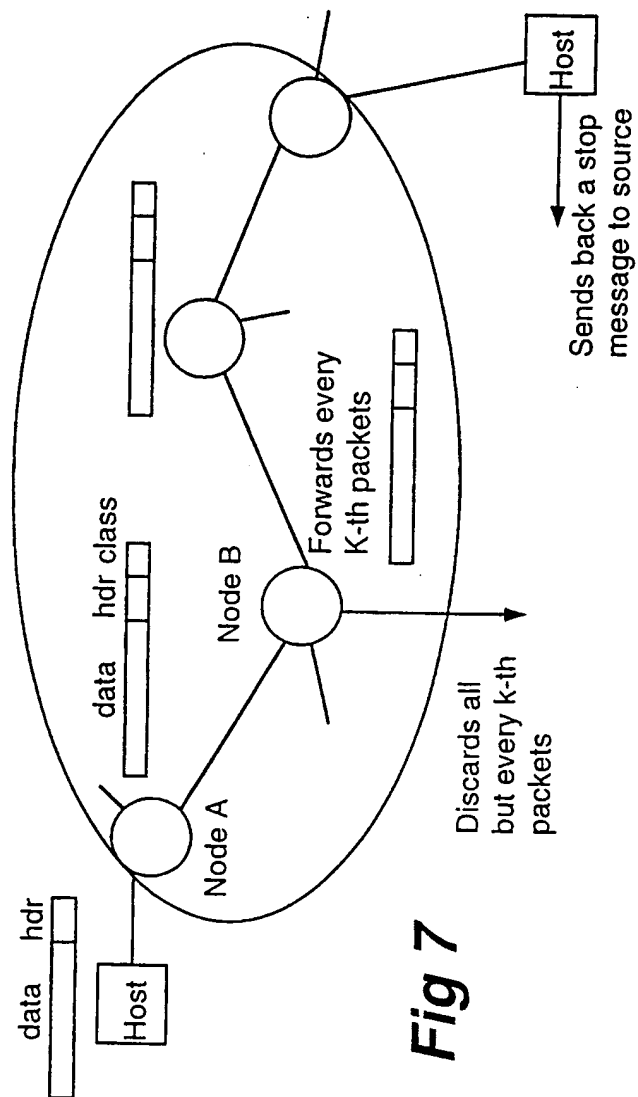 data hdr
Host
Node A
data hdr class
Node B
Forwards every
K-th packets
Discards all
but every k-th
packets
Host
Sends back a stop
message to source
Fig 7